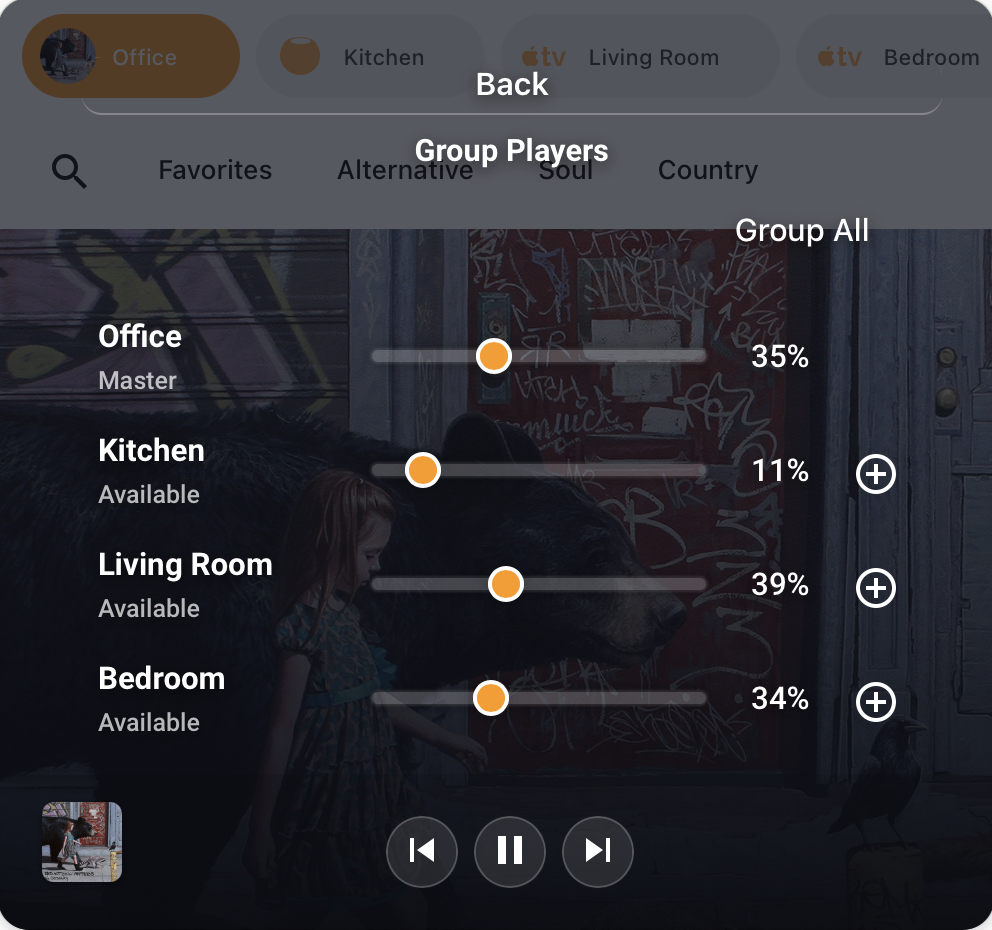 Office
Kitchen
tv Living Room
tv Bedroom
Back
Group Players
Favorites Alternative Soul Country
Group All
Office
Master
35%
Kitchen
Available
11%
Living Room
Available
39%
Bedroom
Available
34%